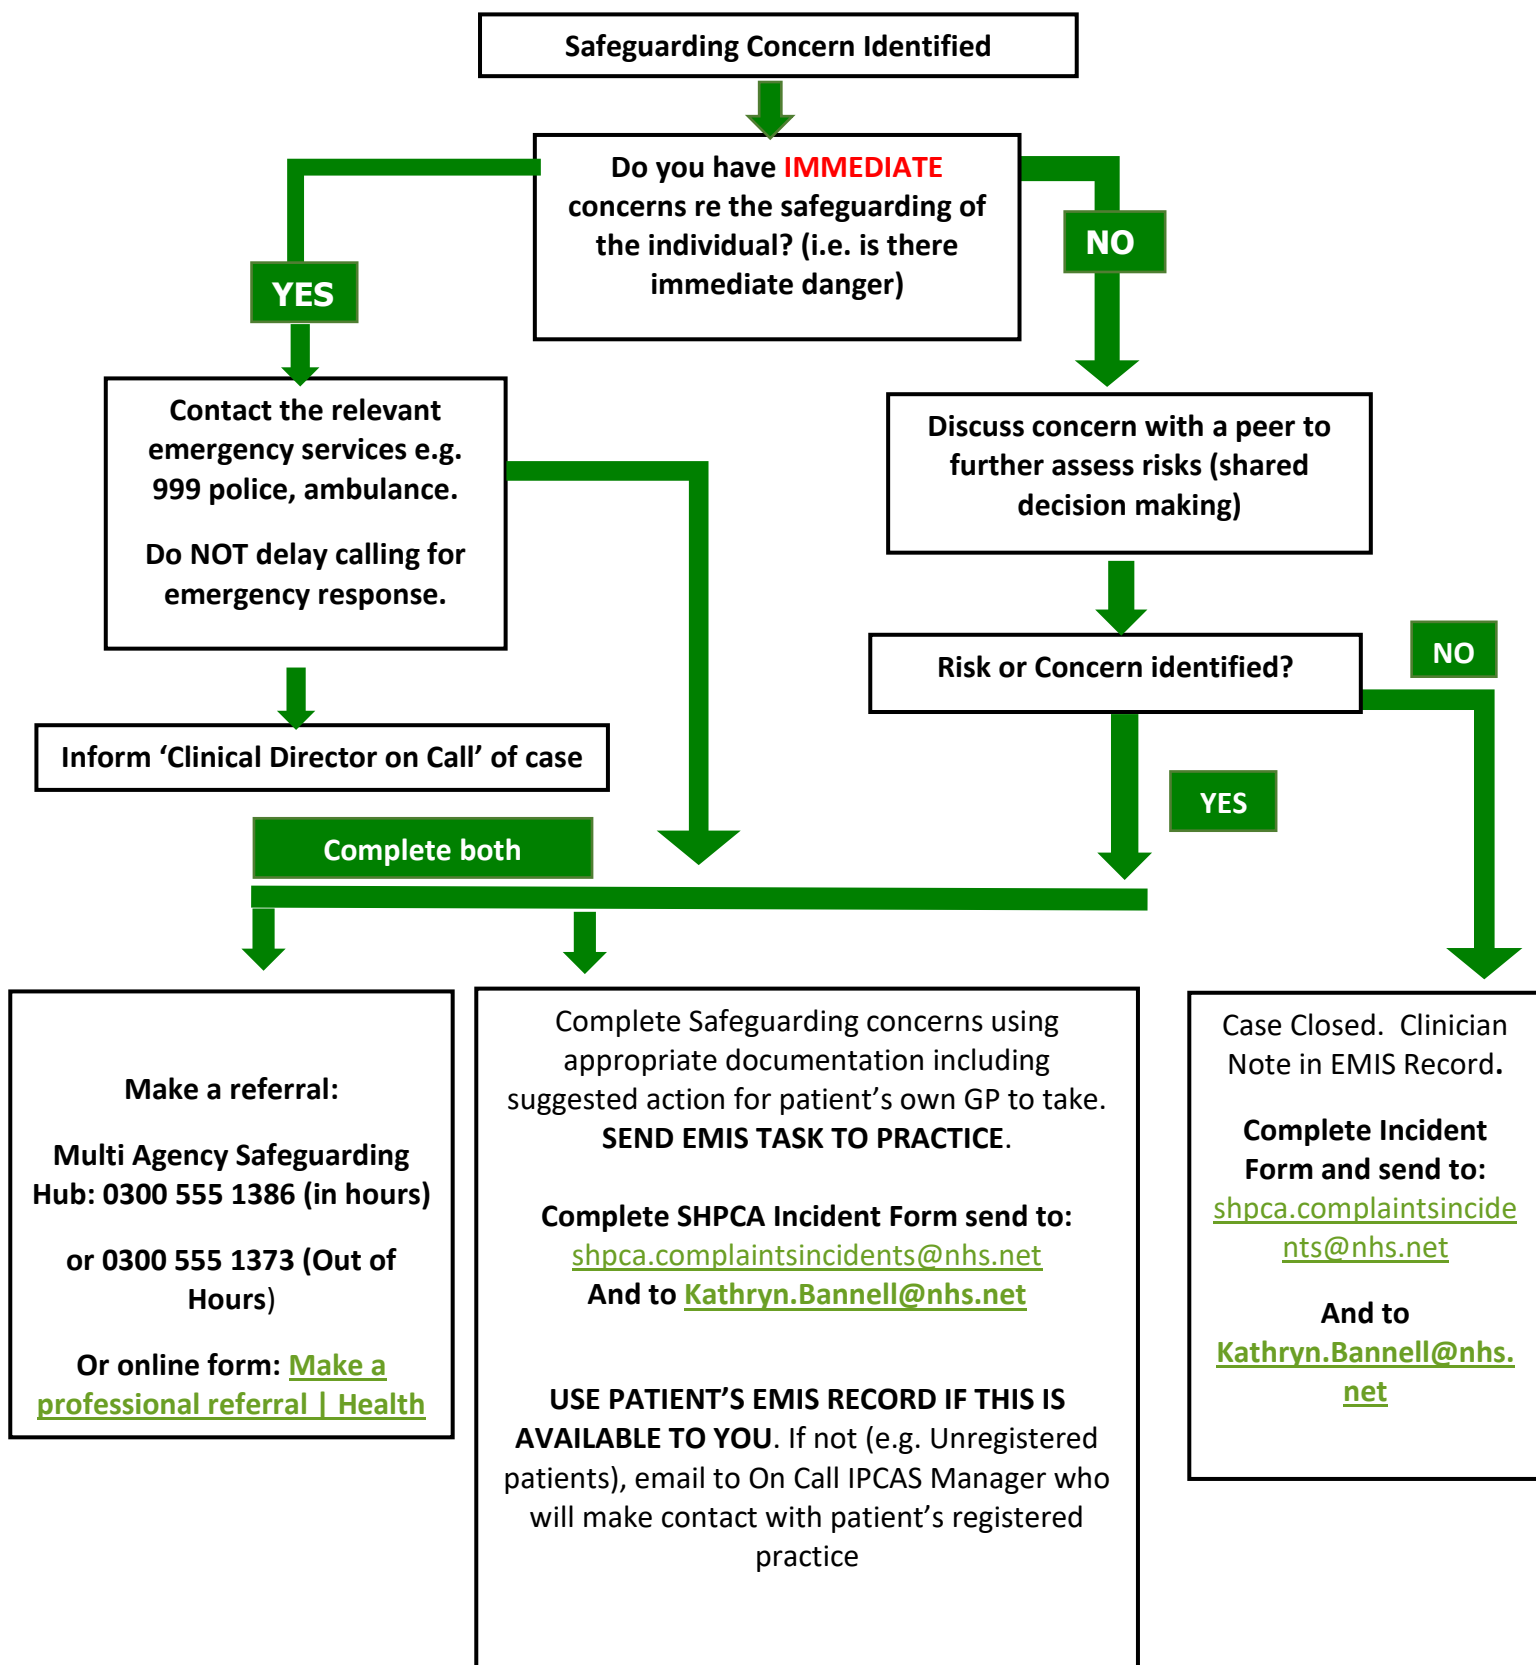 Safeguarding Concern Identified
Do you have IMMEDIATE
concerns re the safeguarding of
the individual? (i.e. is there
immediate danger)
YES
NO
Contact the relevant
emergency services e.g.
999 police, ambulance.
Do NOT delay calling for
emergency response.
Discuss concern with a peer to
further assess risks (shared
decision making)
Inform ‘Clinical Director on Call’ of case
Risk or Concern identified?
NO
YES
Complete both
Make a referral:
Multi Agency Safeguarding
Hub: 0300 555 1386 (in hours)
or 0300 555 1373 (Out of
Hours)
Or online form: Make a
professional referral | Health
Complete Safeguarding concerns using
appropriate documentation including
suggested action for patient’s own GP to take.
SEND EMIS TASK TO PRACTICE.
Complete SHPCA Incident Form send to:
shpca.complaintsincidents@nhs.net
And to Kathryn.Bannell@nhs.net
USE PATIENT’S EMIS RECORD IF THIS IS
AVAILABLE TO YOU. If not (e.g. Unregistered
patients), email to On Call IPCAS Manager who
will make contact with patient’s registered
practice
Case Closed.  Clinician
Note in EMIS Record.
Complete Incident
Form and send to:
shpca.complaintsincide
nts@nhs.net
And to
Kathryn.Bannell@nhs.
net